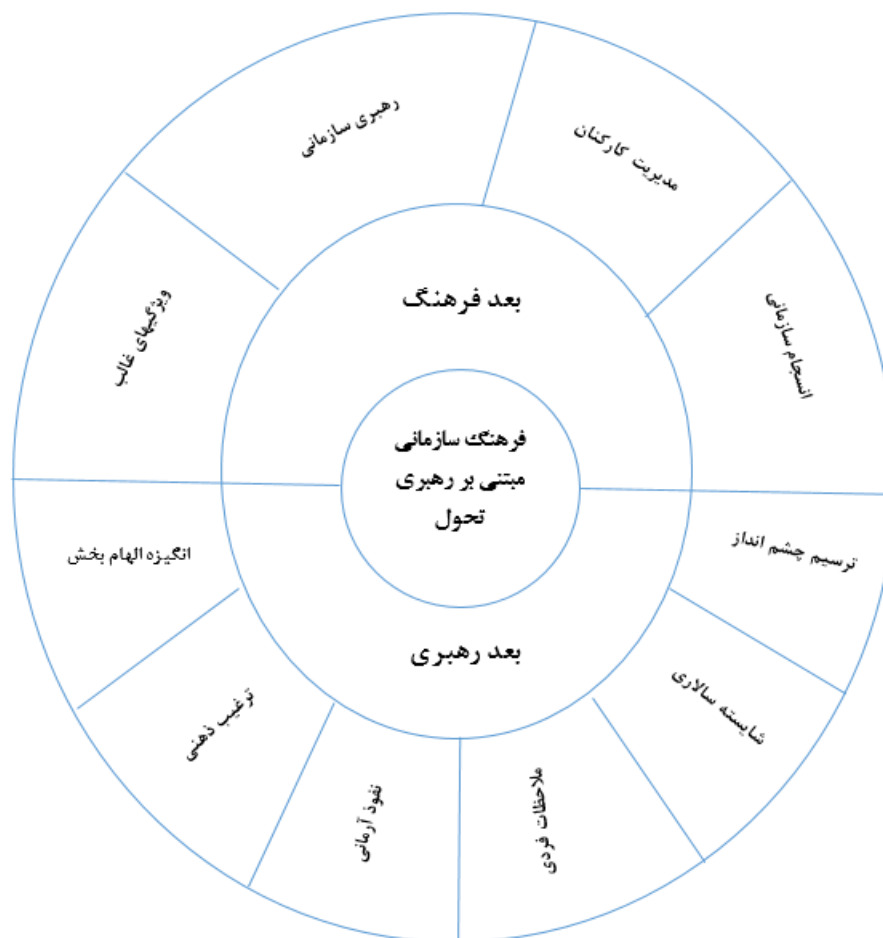 رهبری سازمانی
مدیریت کارکنان
ویژگیهای غالب
انسجام سازمانی
بعد فرهنگ
فرهنگ سازمانی
مبتنی بر رهبری
تحول
انگیزه الهام بخش
ترسیم چشم انداز
بعد رهبری
ترغیب ذهنی
شایسته سالاری
نفوذ آرمانی
ملاحظات فردی